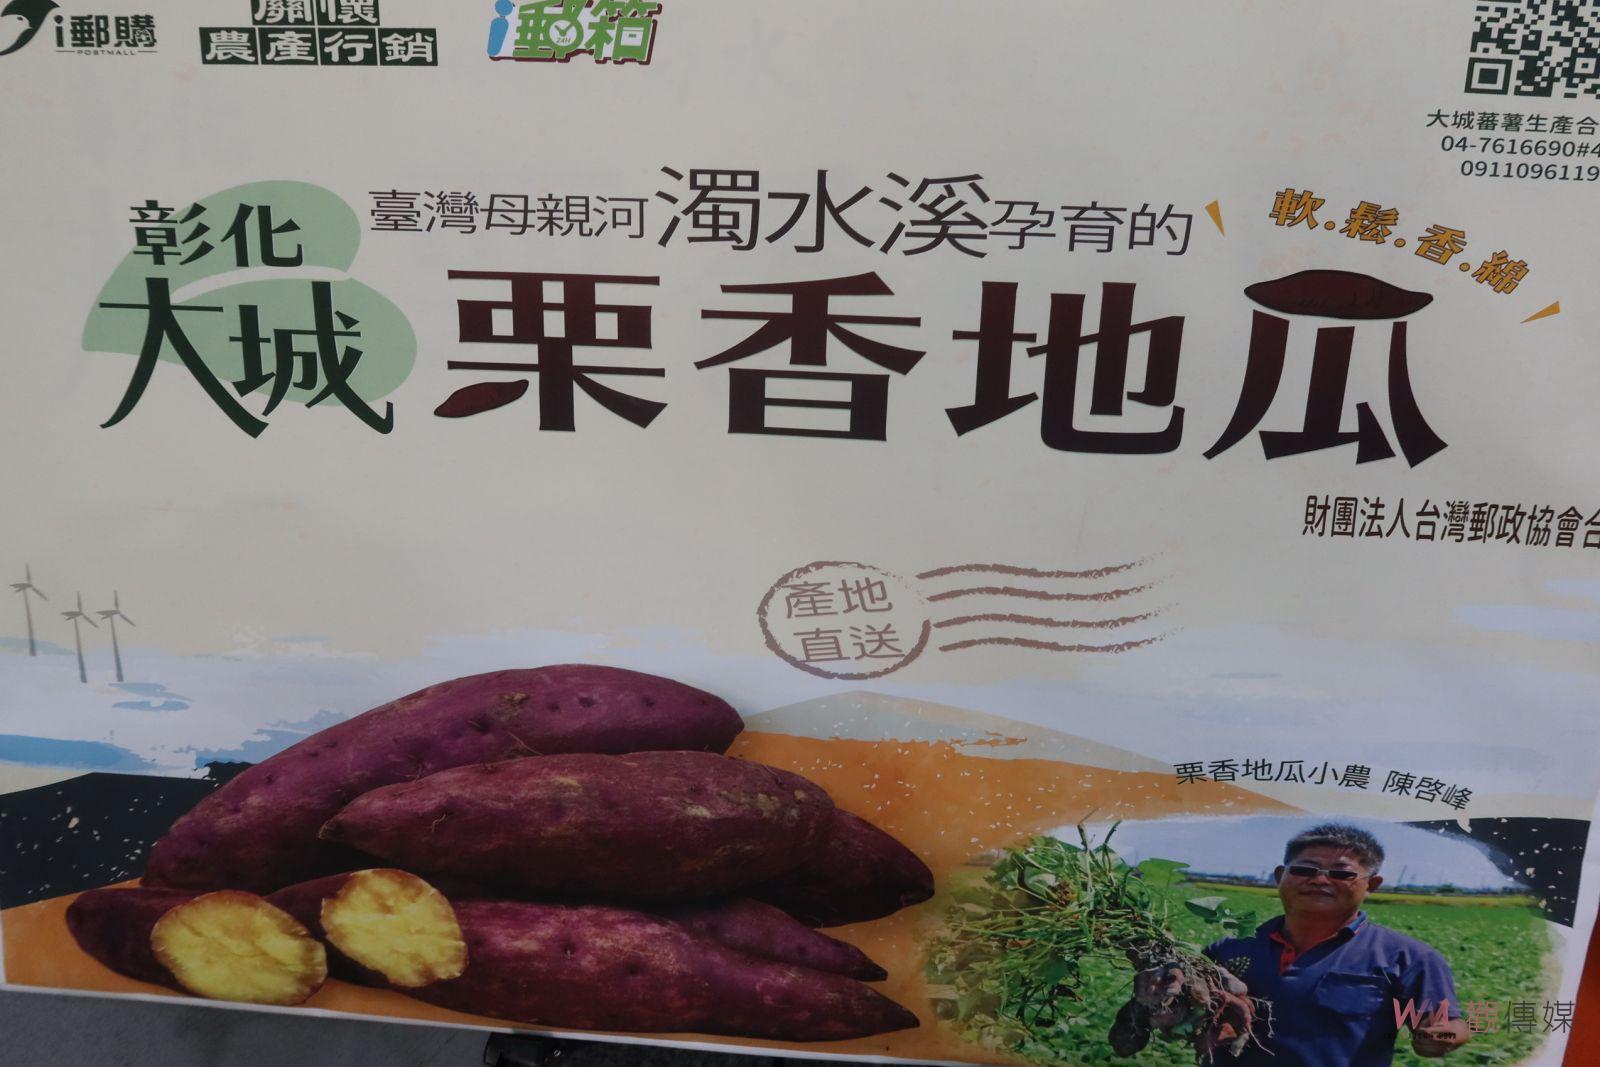 i郵購
POSTMALL
關懷
農產行銷
i郵箱
24H
大城蕃薯生產合
04-7616690#4
0911096119
彰化
大城
臺灣母親河濁水溪孕育的
軟.鬆.香.綿
栗香地瓜
財團法人台灣郵政協會合
產地
直送
栗香地瓜小農 陳啓峰
觀傳媒